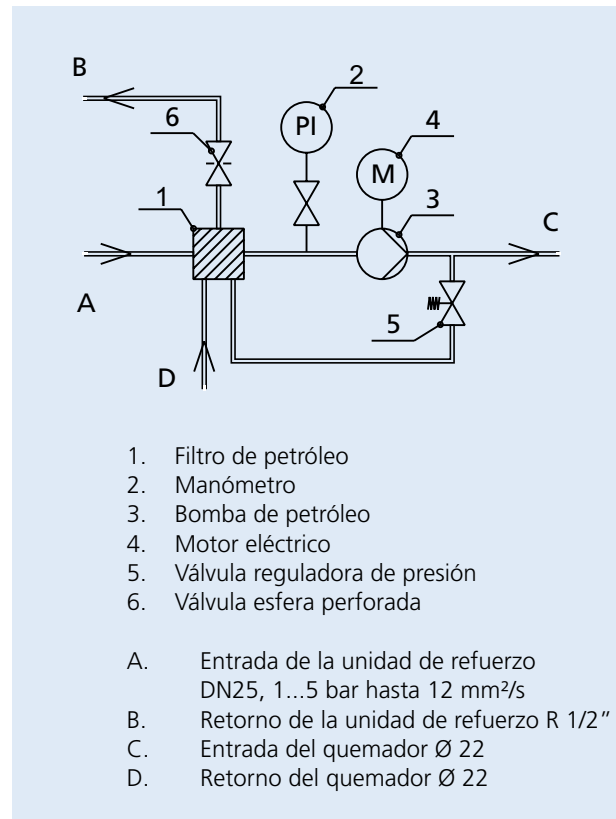 B
2
6
PI
4
M
1
3
C
A
5
D
1. Filtro de petróleo
2. Manómetro
3. Bomba de petróleo
4. Motor eléctrico
5. Válvula reguladora de presión
6. Válvula esfera perforada
A. Entrada de la unidad de refuerzo
DN25, 1...5 bar hasta 12 mm²/s
B. Retorno de la unidad de refuerzo R 1/2”
C. Entrada del quemador Ø 22
D. Retorno del quemador Ø 22